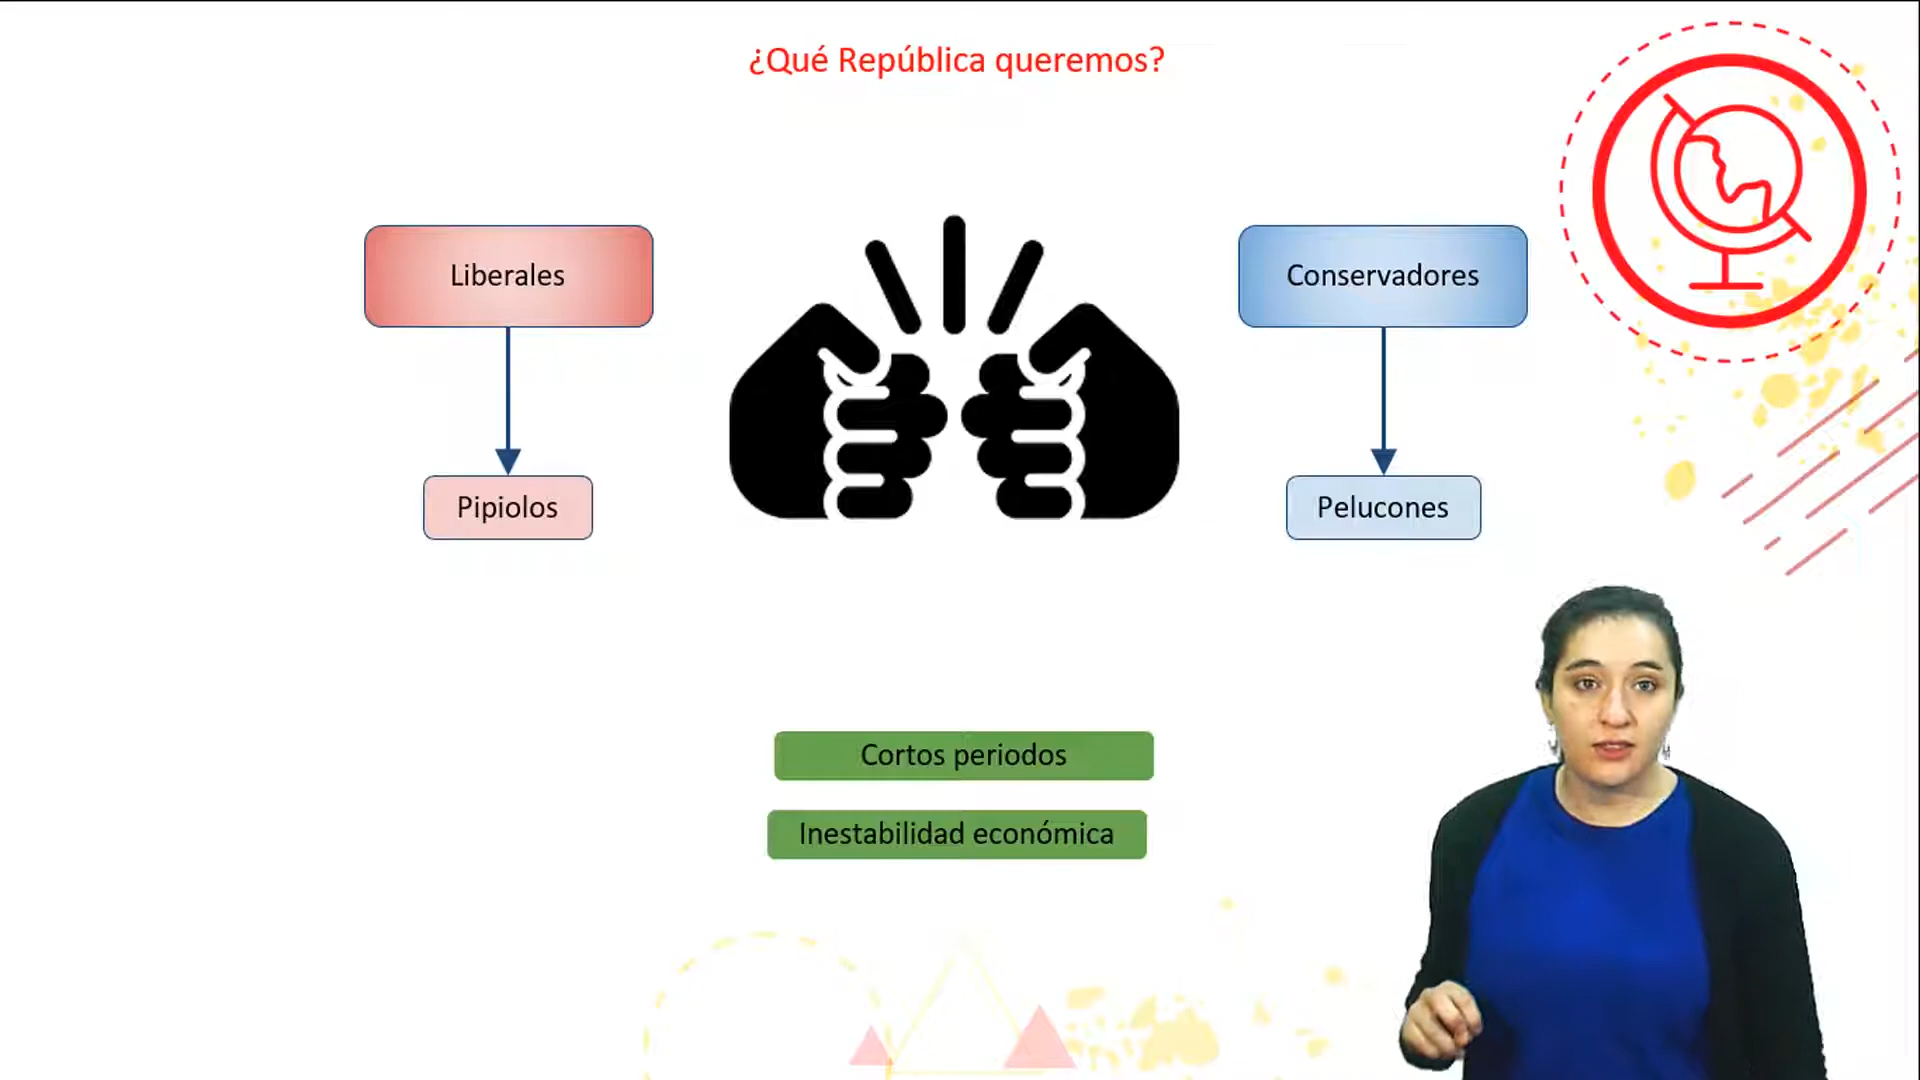 ¿Qué República queremos?
Liberales
Conservadores
Pipiolos
Pelucones
Cortos periodos
Inestabilidad económica